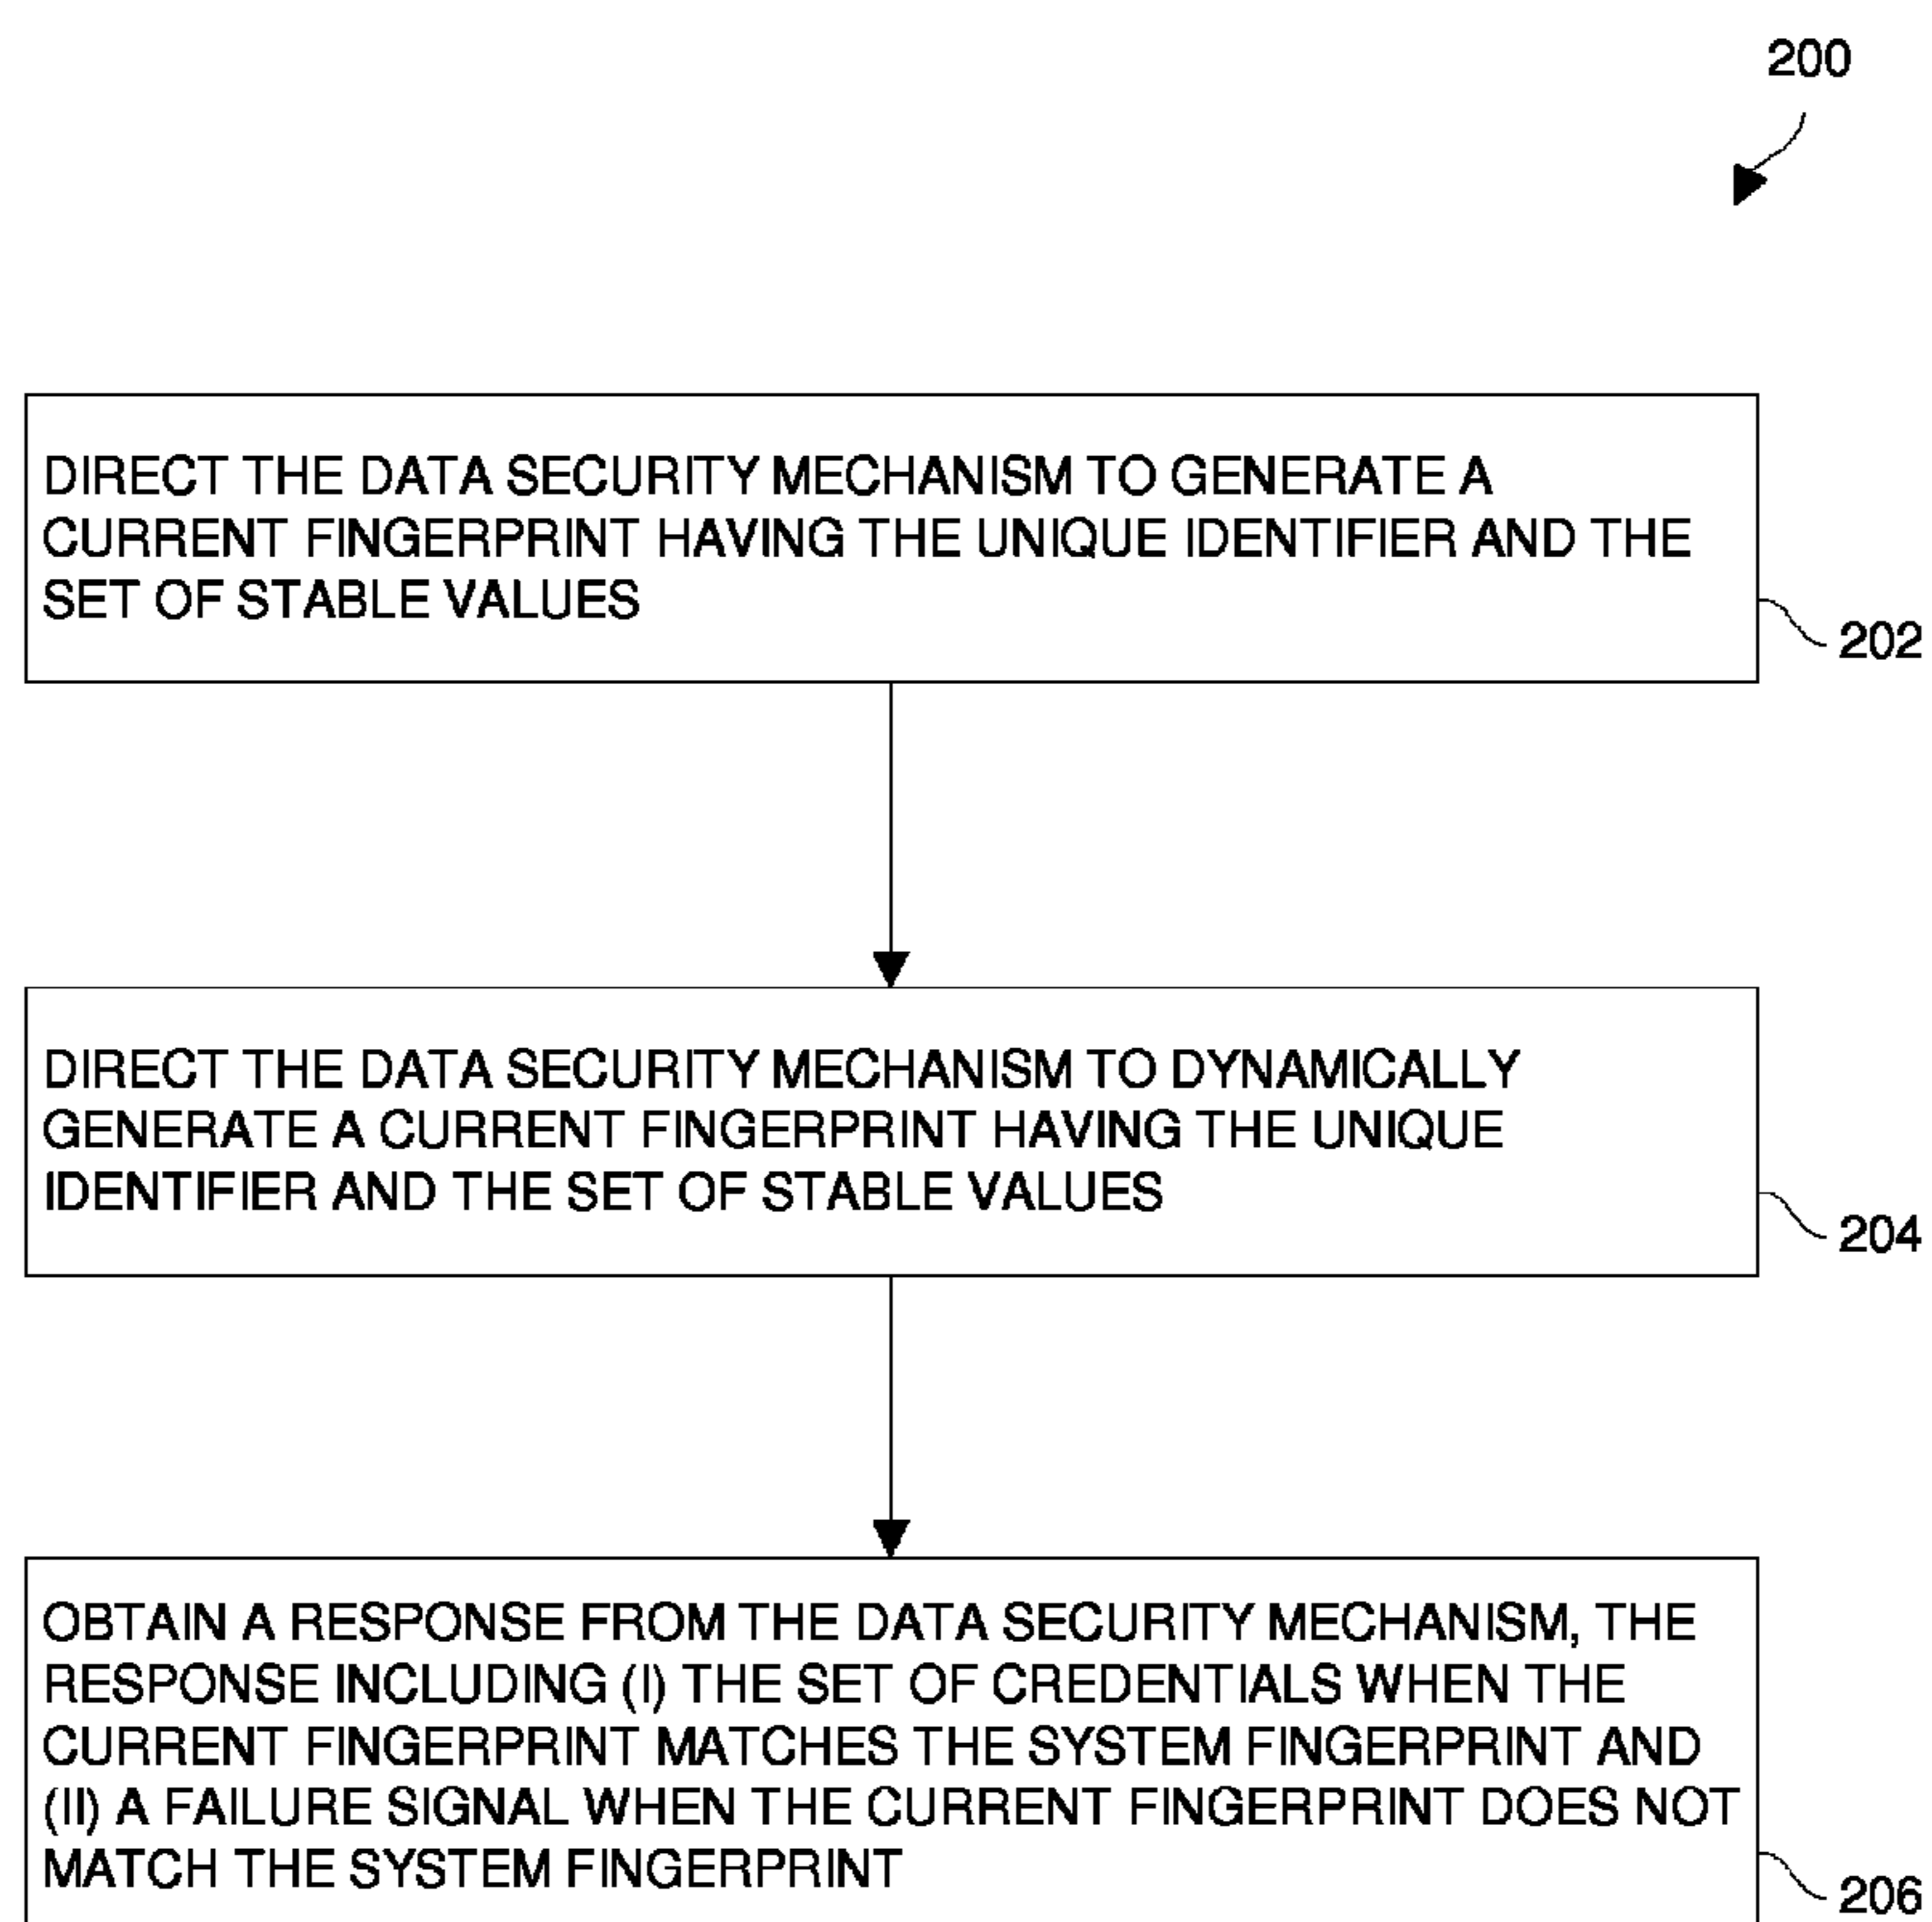 200
DIRECT THE DATA SECURITY MECHANISM TO GENERATE A
CURRENT FINGERPRINT HAVING THE UNIQUE IDENTIFIER AND THE
SET OF STABLE VALUES
202
DIRECT THE DATA SECURITY MECHANISM TO DYNAMICALLY
GENERATE A CURRENT FINGERPRINT HAVING THE UNIQUE
IDENTIFIER AND THE SET OF STABLE VALUES
204
OBTAIN A RESPONSE FROM THE DATA SECURITY MECHANISM, THE
RESPONSE INCLUDING (I) THE SET OF CREDENTIALS WHEN THE
CURRENT FINGERPRINT MATCHES THE SYSTEM FINGERPRINT AND
(II) A FAILURE SIGNAL WHEN THE CURRENT FINGERPRINT DOES NOT
MATCH THE SYSTEM FINGERPRINT
206